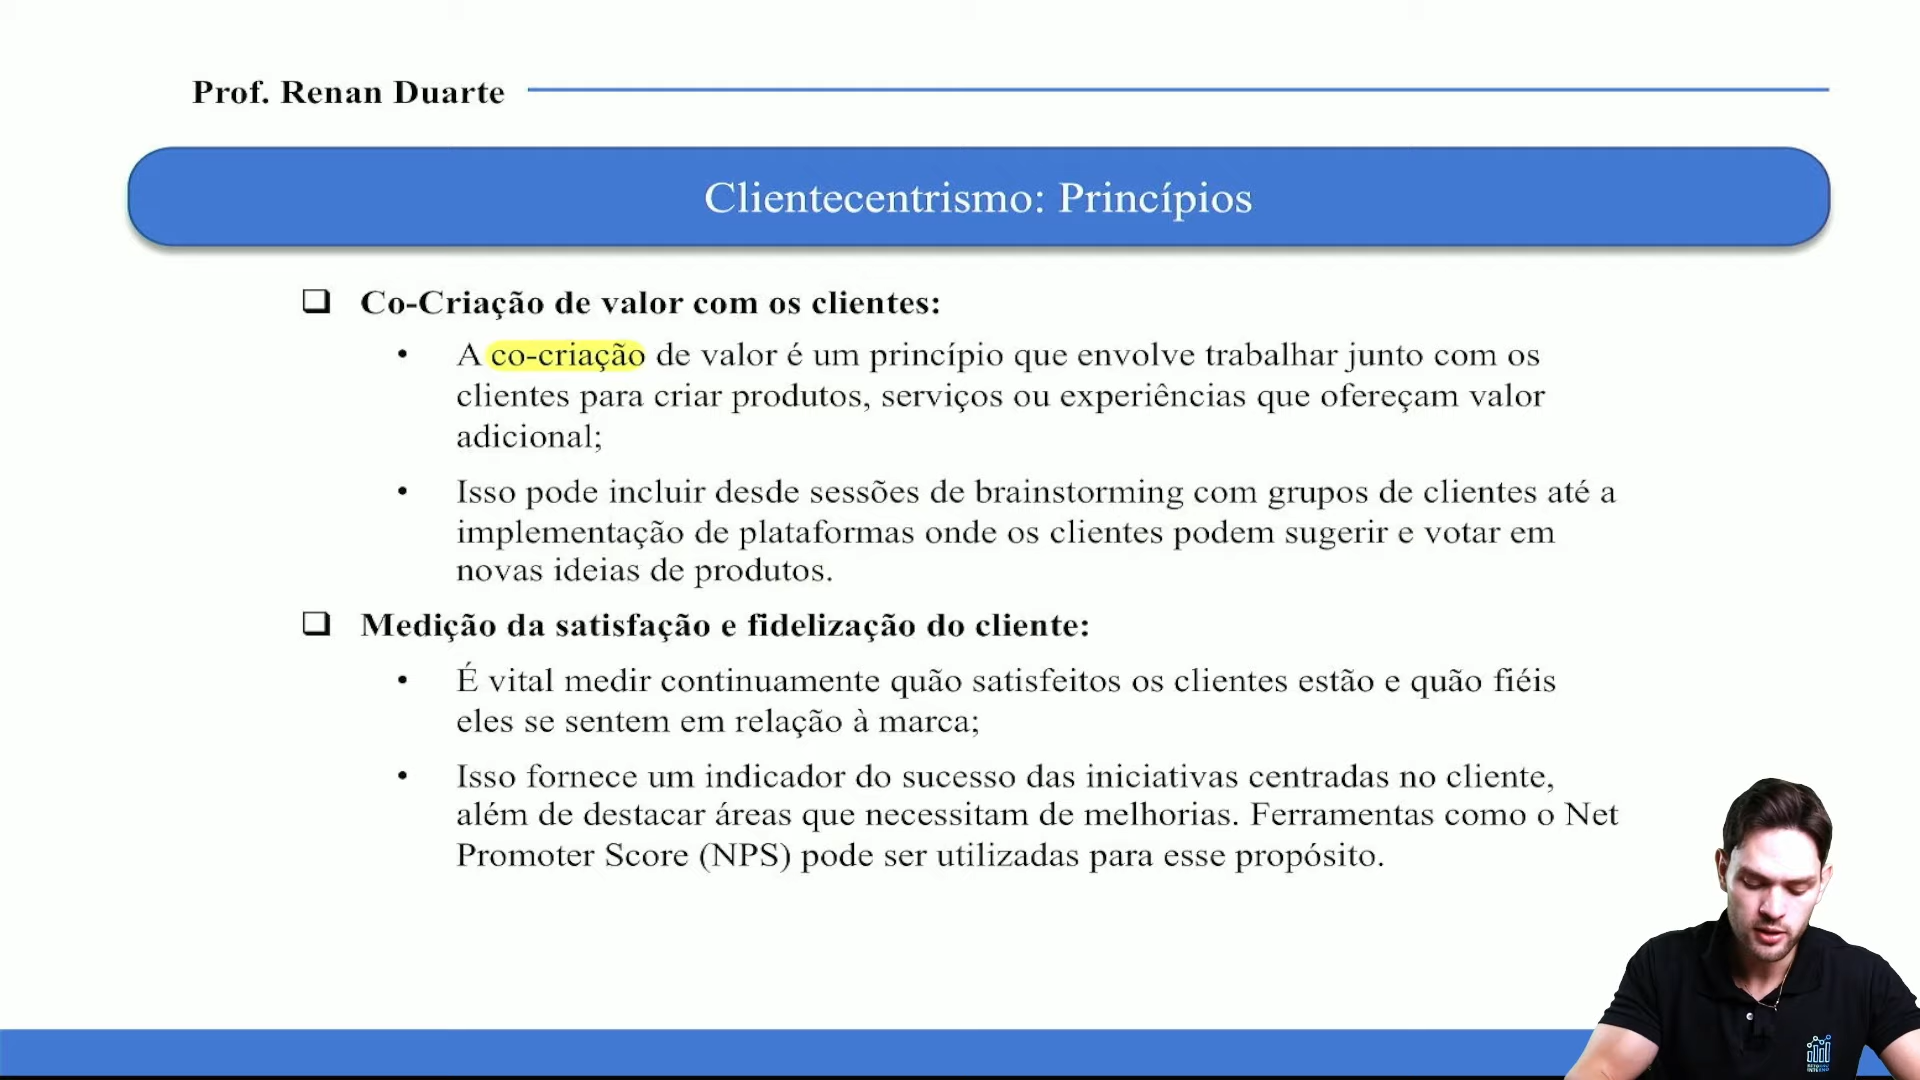 Prof. Renan Duarte
Clientecentrismo: Princípios
Co-Criação de valor com os clientes:
A co-criação de valor é um princípio que envolve trabalhar junto com os
clientes para criar produtos, serviços ou experiências que ofereçam valor
adicional;
Isso pode incluir desde sessões de brainstorming com grupos de clientes até a
implementação de plataformas onde os clientes podem sugerir e votar em
novas ideias de produtos.
Medição da satisfação e fidelização do cliente:
É vital medir continuamente quão satisfeitos os clientes estão e quão fiéis
eles se sentem em relação à marca;
Isso fornece um indicador do sucesso das iniciativas centradas no cliente,
além de destacar áreas que necessitam de melhorias. Ferramentas como o Net
Promoter Score (NPS) pode ser utilizadas para esse propósito.